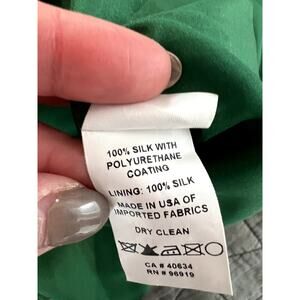 100% SILK WITH
POLYURETHANE
COATING
LINING: 100% SILK
MADE IN USA OF
IMPORTED FABRICS
DRY CLEAN
CA # 40634
RN # 96919